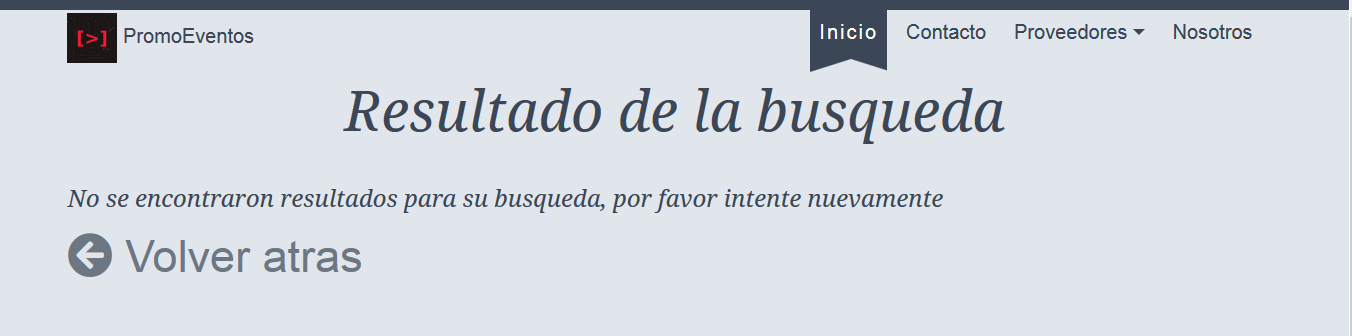 [>] PromoEventos Inicio Contacto Proveedores Nosotros
Resultado de la busqueda
No se encontraron resultados para su busqueda, por favor intente nuevamente
Volver atras